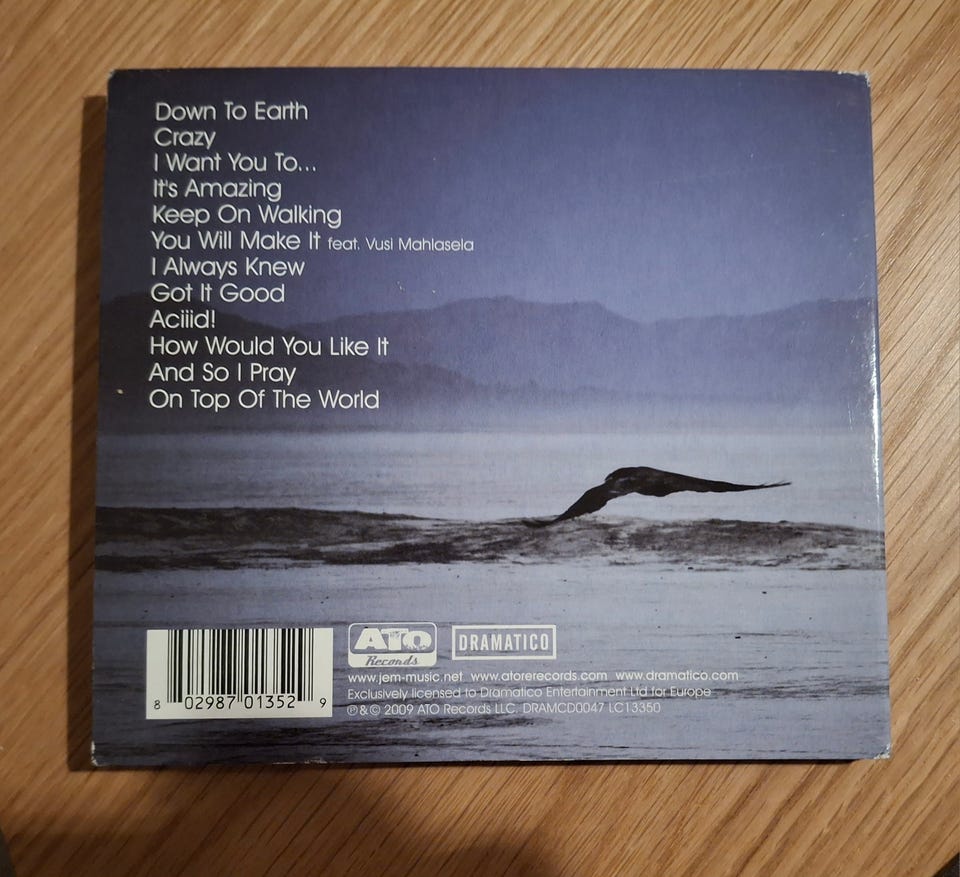 Down To Earth
Crazy
I Want You To...
It's Amazing
Keep On Walking
You Will Make It feat. Vusi Mahlasela
I Always Knew
Got It Good
Aciiid!
How Would You Like It
And So I Pray
On Top Of The World
ATO Records
DRAMATICO
www.jem-music.net www.atorerecords.com www.dramatico.com
Exclusively licensed to Dramatico Entertainment Ltd for Europe
℗&© 2009 ATO Records LLC. DRAMCD0047 LC13350
8 02987 01352 9